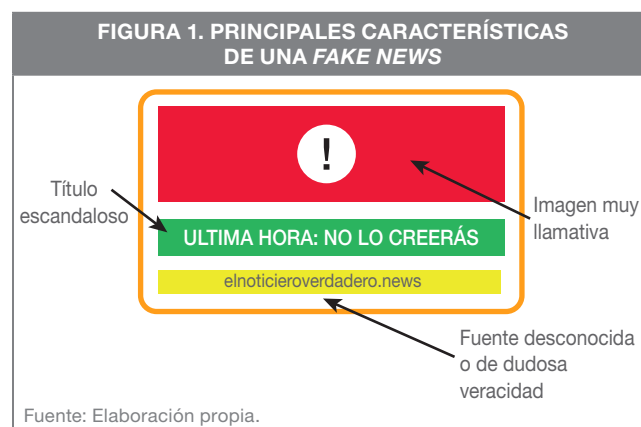 FIGURA 1. PRINCIPALES CARACTERÍSTICAS
DE UNA FAKE NEWS
!
Título
escandaloso
ULTIMA HORA: NO LO CREERÁS
Imagen muy
llamativa
elnoticieroverdadero.news
Fuente desconocida
o de dudosa
veracidad
Fuente: Elaboración propia.